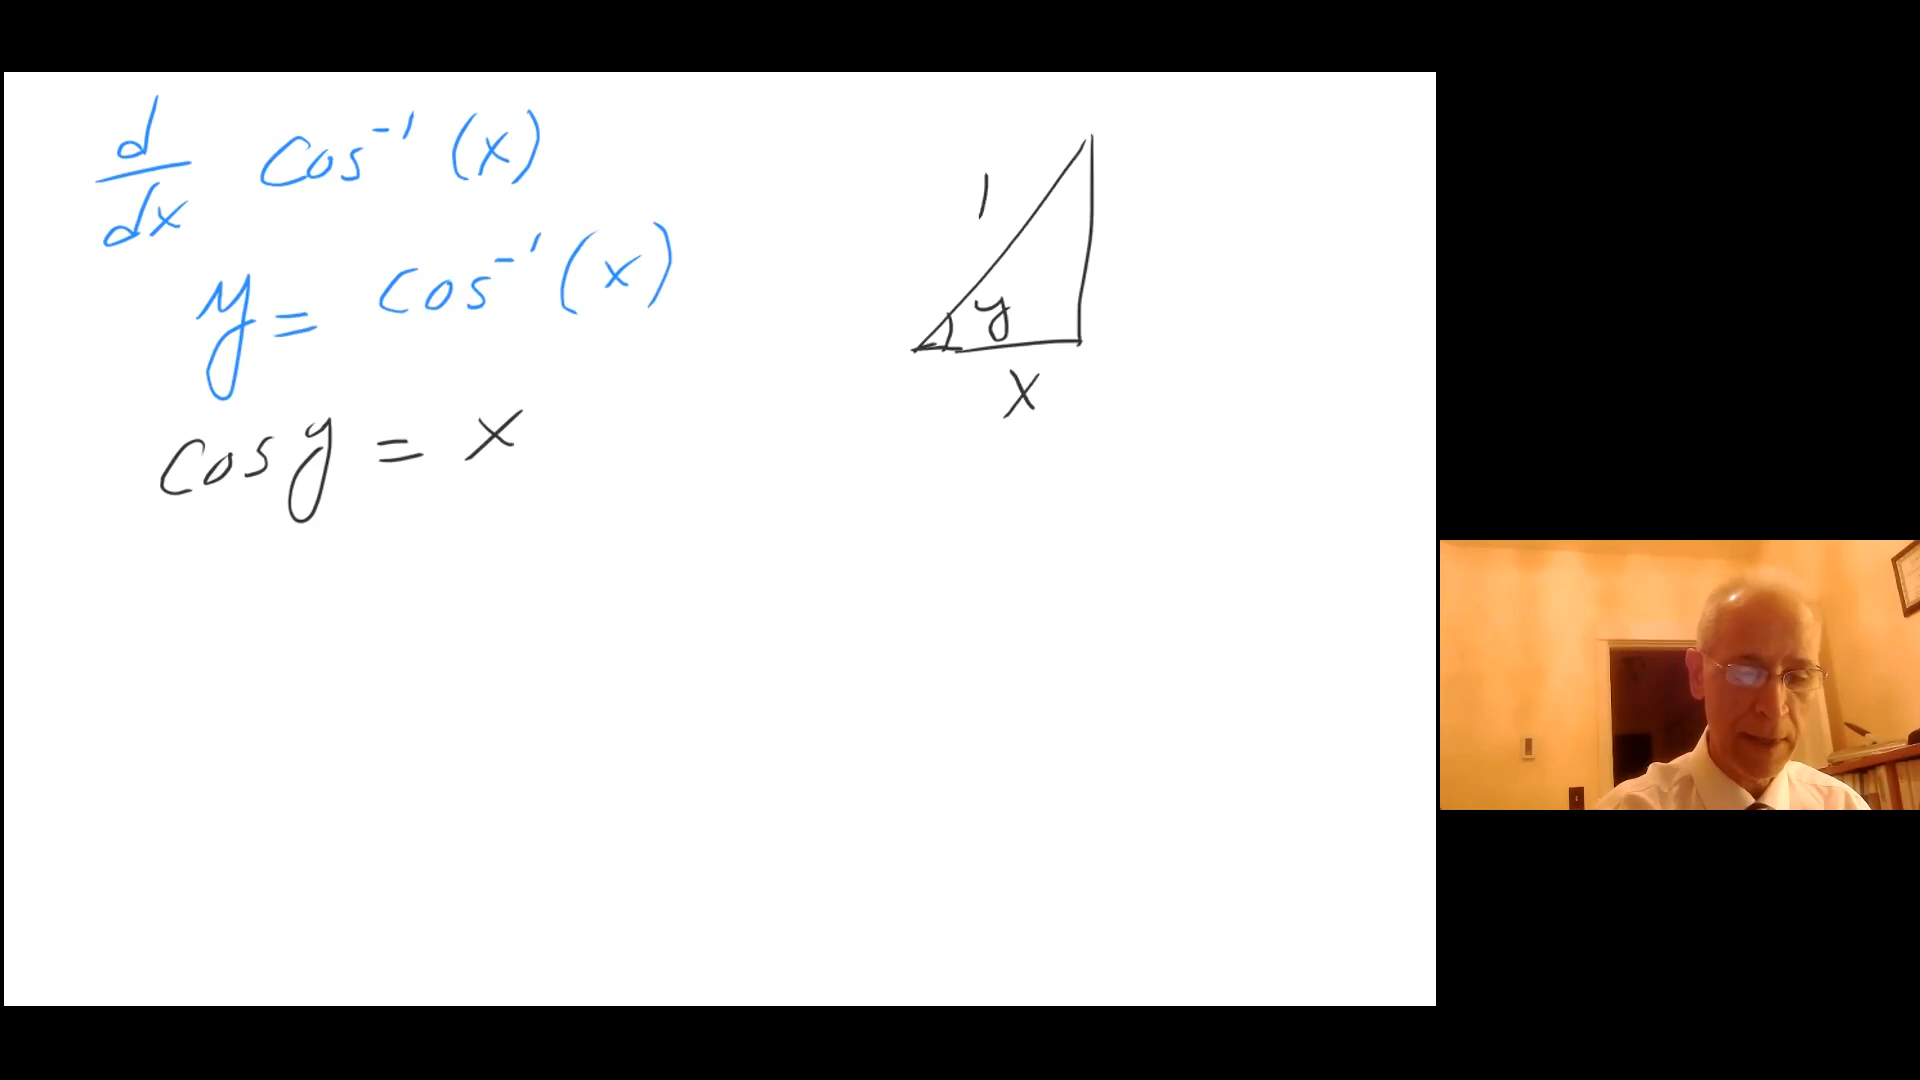 d/dx cos⁻¹(x)
y = cos⁻¹(x)
cos y = x
1
y
x